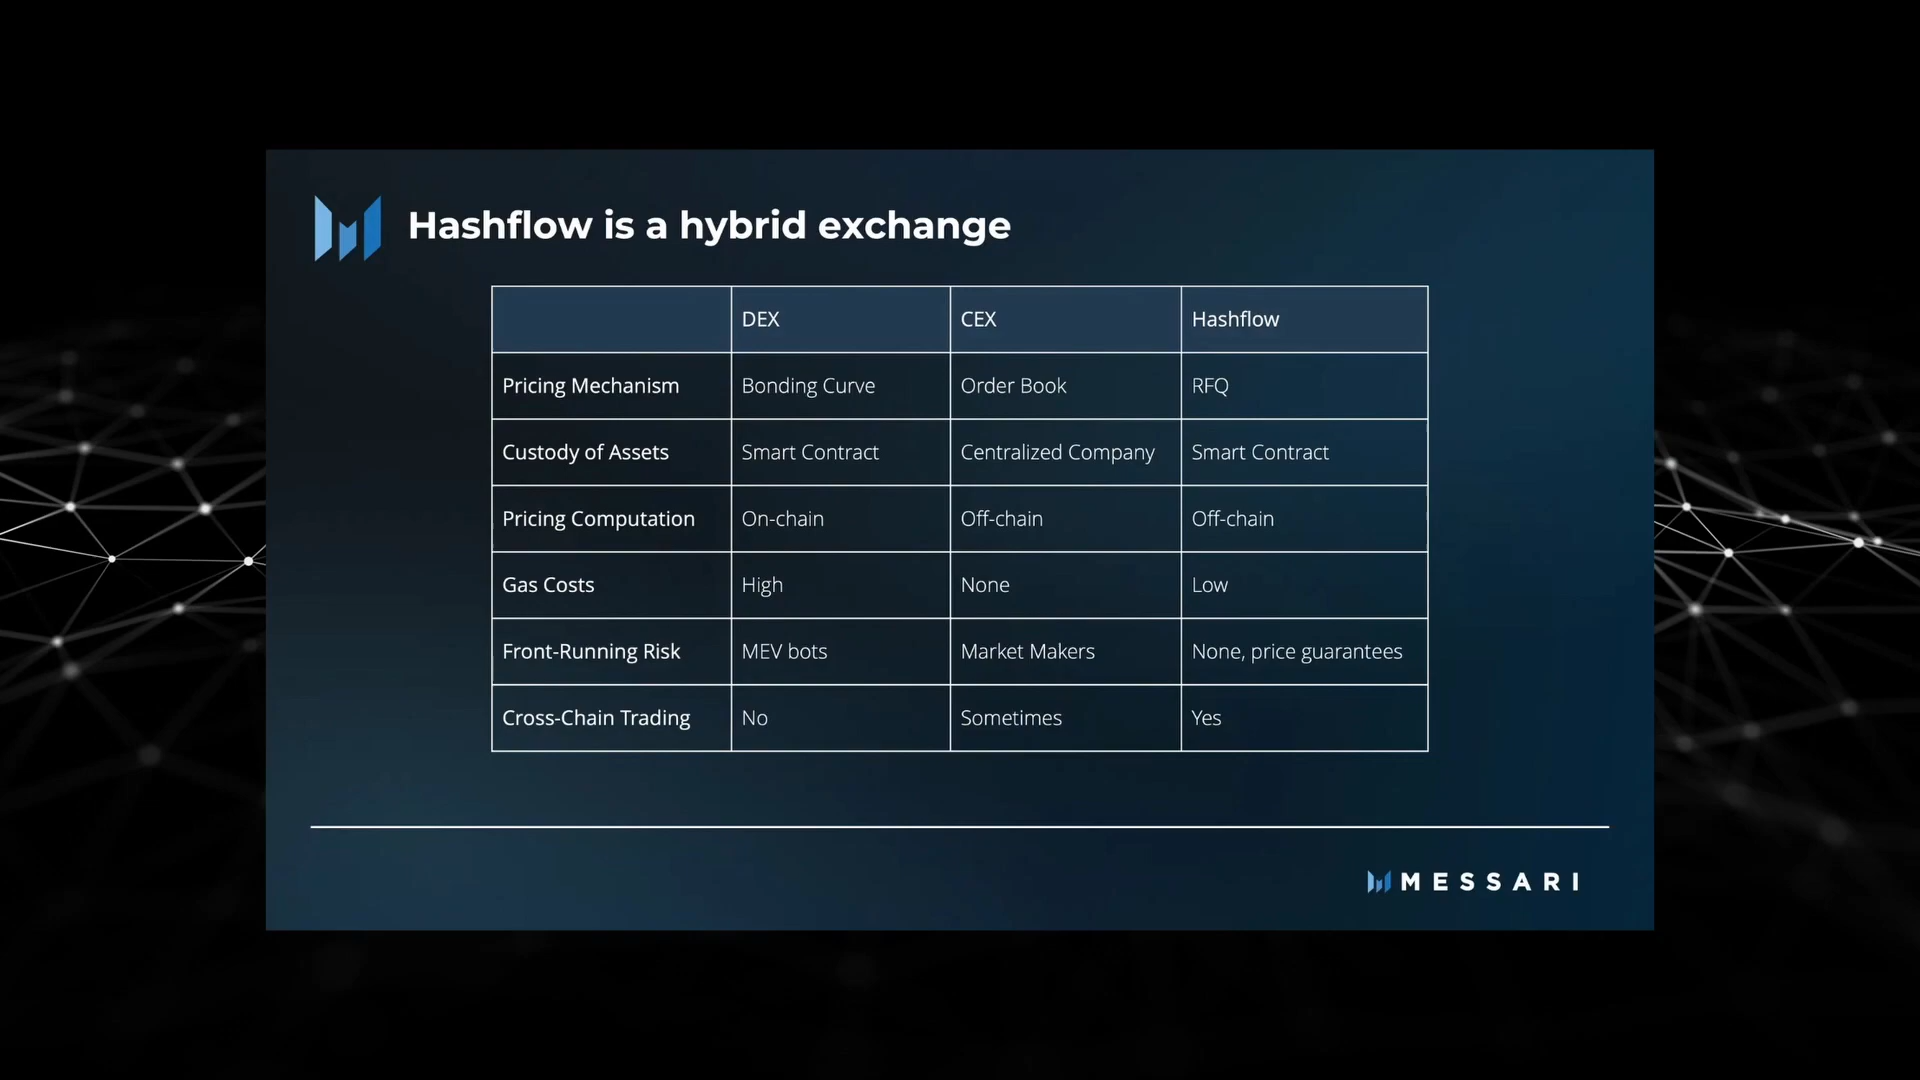 Hashflow is a hybrid exchange
DEX CEX Hashflow
Pricing Mechanism Bonding Curve Order Book RFQ
Custody of Assets Smart Contract Centralized Company Smart Contract
Pricing Computation On-chain Off-chain Off-chain
Gas Costs High None Low
Front-Running Risk MEV bots Market Makers None, price guarantees
Cross-Chain Trading No Sometimes Yes
MESSARI